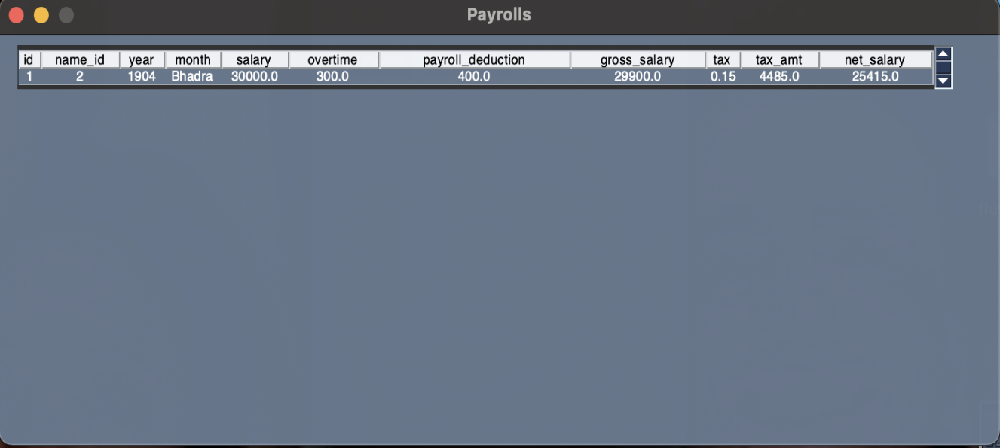 Payrolls
id name_id year month salary overtime payroll_deduction gross_salary tax tax_amt net_salary
1 2 1904 Bhadra 30000.0 300.0 400.0 29900.0 0.15 4485.0 25415.0